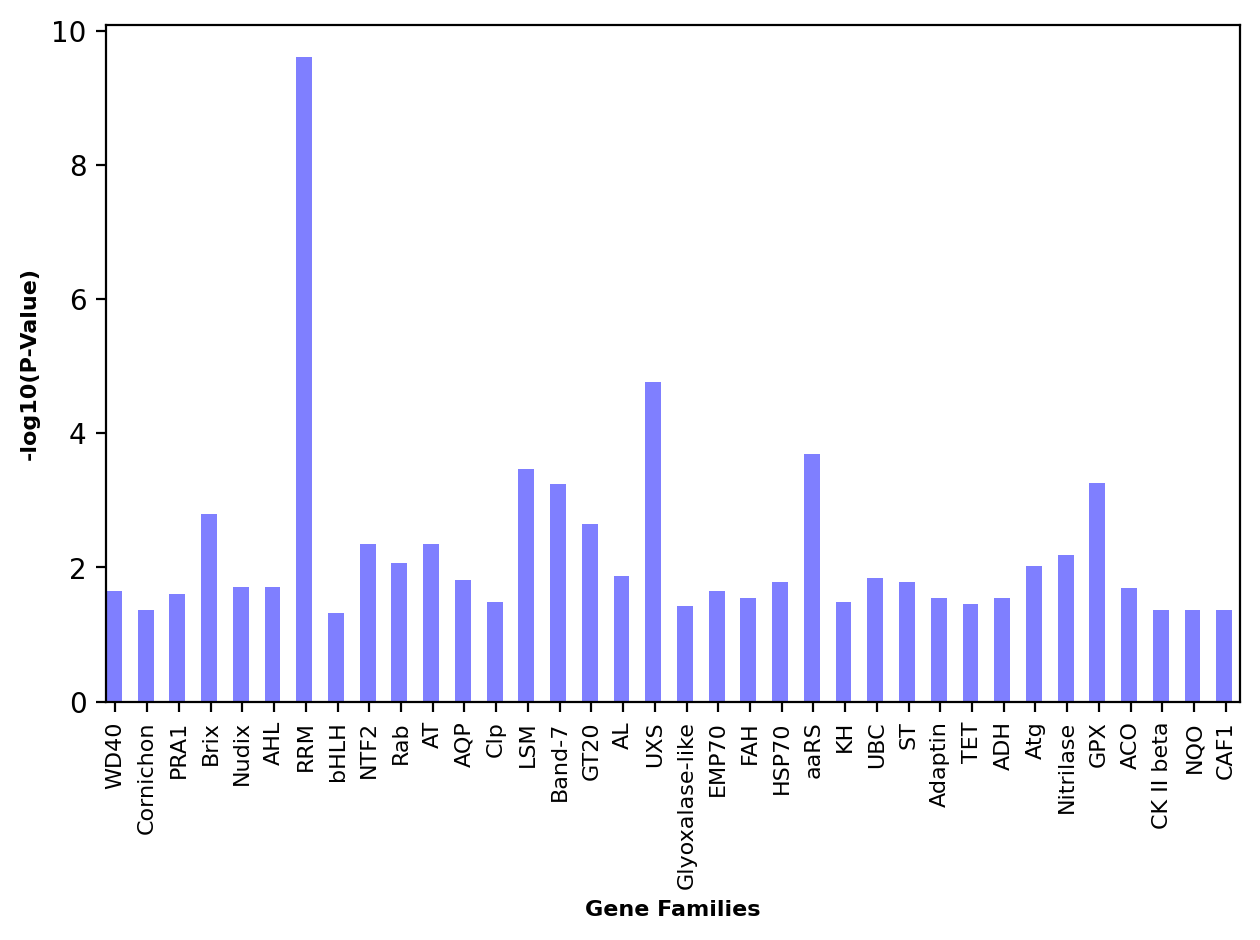 10
8
6
4
2
0
-log10(P-Value)
WD40
Cornichon
PRA1
Brix
Nudix
AHL
RRM
bHLH
NTF2
Rab
AT
AQP
Clp
LSM
Band-7
GT20
AL
UXS
Glyoxalase-like
EMP70
FAH
HSP70
aaRS
KH
UBC
ST
Adaptin
TET
ADH
Atg
Nitrilase
GPX
ACO
CK II beta
NQO
CAF1
Gene Families